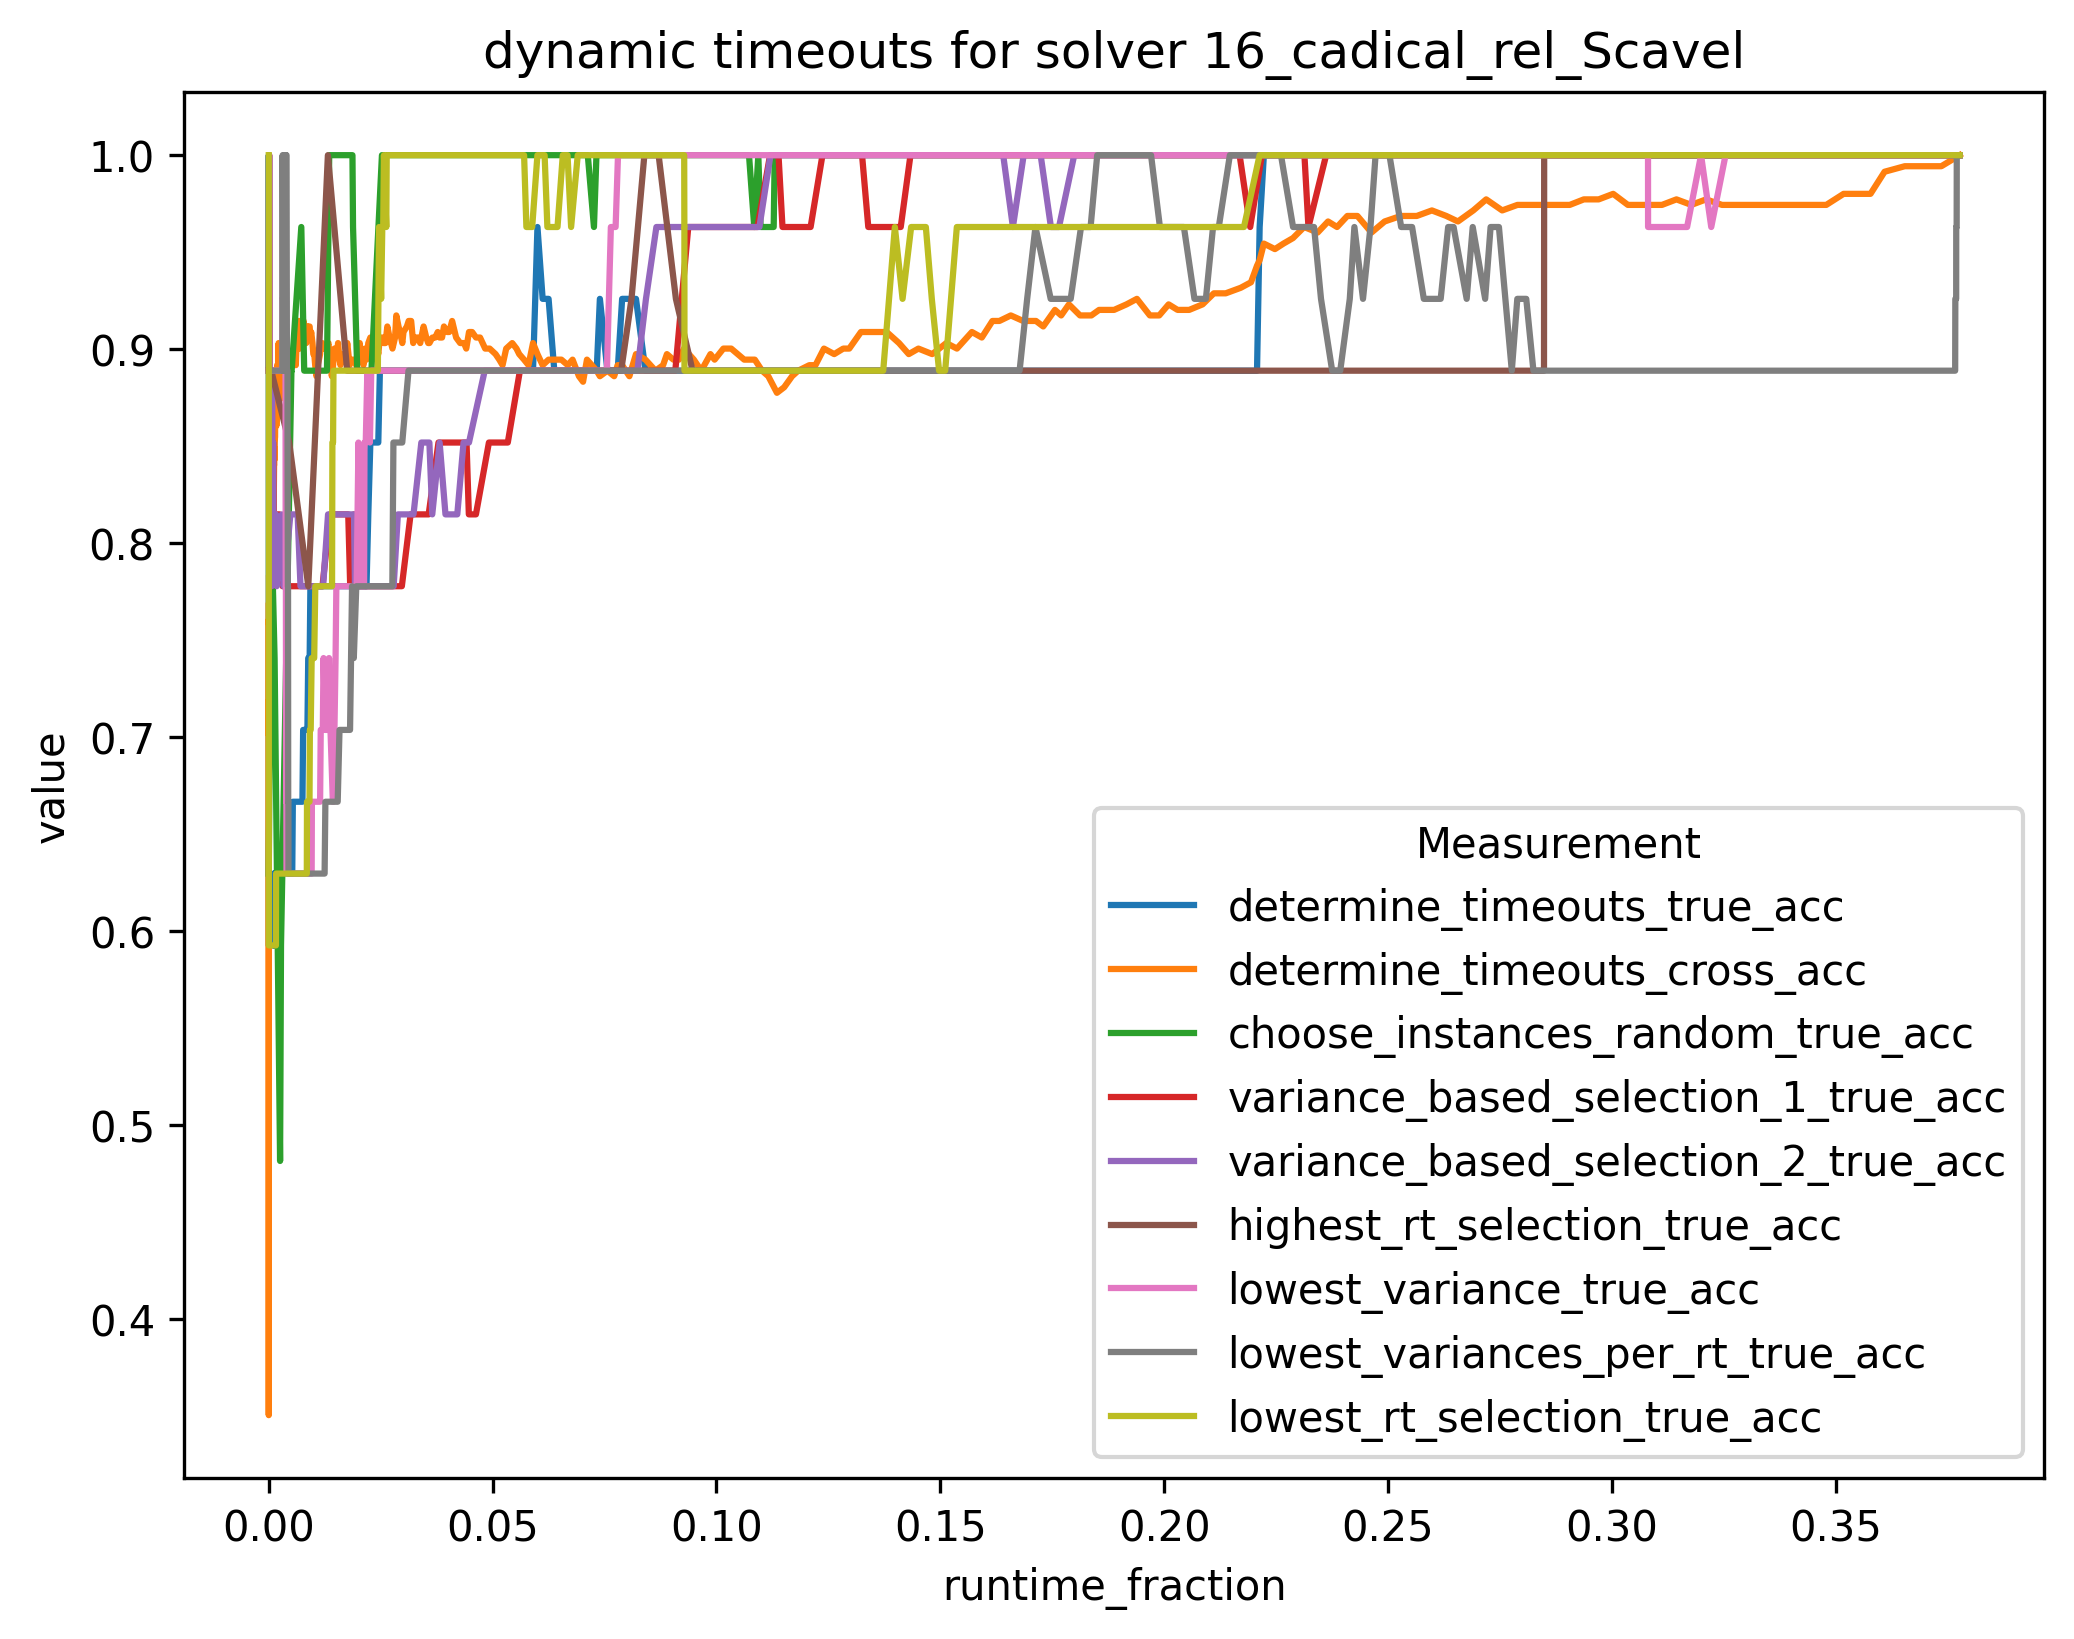 dynamic timeouts for solver 16_cadical_rel_Scavel
1.0
0.9
0.8
0.7
0.6
0.5
0.4
value
Measurement
determine_timeouts_true_acc
determine_timeouts_cross_acc
choose_instances_random_true_acc
variance_based_selection_1_true_acc
variance_based_selection_2_true_acc
highest_rt_selection_true_acc
lowest_variance_true_acc
lowest_variances_per_rt_true_acc
lowest_rt_selection_true_acc
0.00 0.05 0.10 0.15 0.20 0.25 0.30 0.35
runtime_fraction